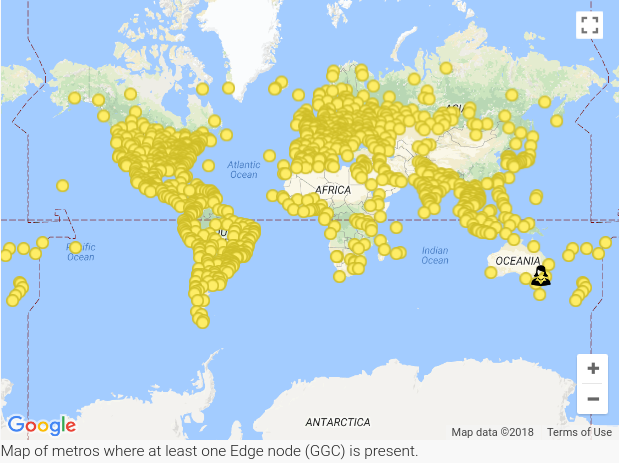 ASIA
Atlantic
Ocean
AFRICA
Pacific
Ocean
Indian
Ocean
OCEANIA
ANTARCTICA
Google
Map data ©2018 Terms of Use
Map of metros where at least one Edge node (GGC) is present.